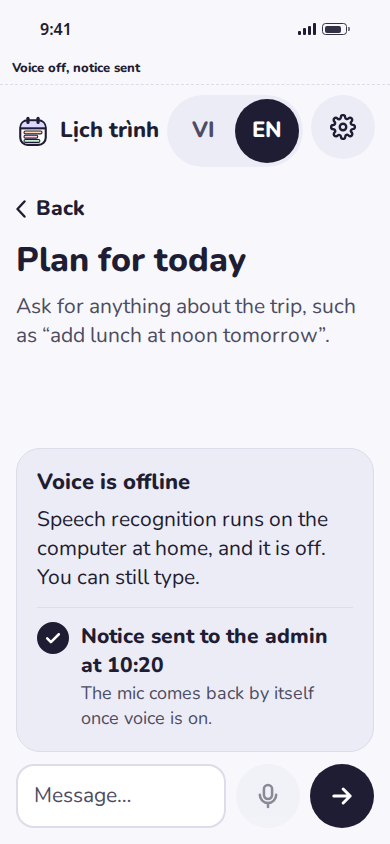 9:41
Voice off, notice sent
Lịch trình
VI
EN
Back
Plan for today
Ask for anything about the trip, such
as “add lunch at noon tomorrow”.
Voice is offline
Speech recognition runs on the
computer at home, and it is off.
You can still type.
Notice sent to the admin
at 10:20
The mic comes back by itself
once voice is on.
Message...